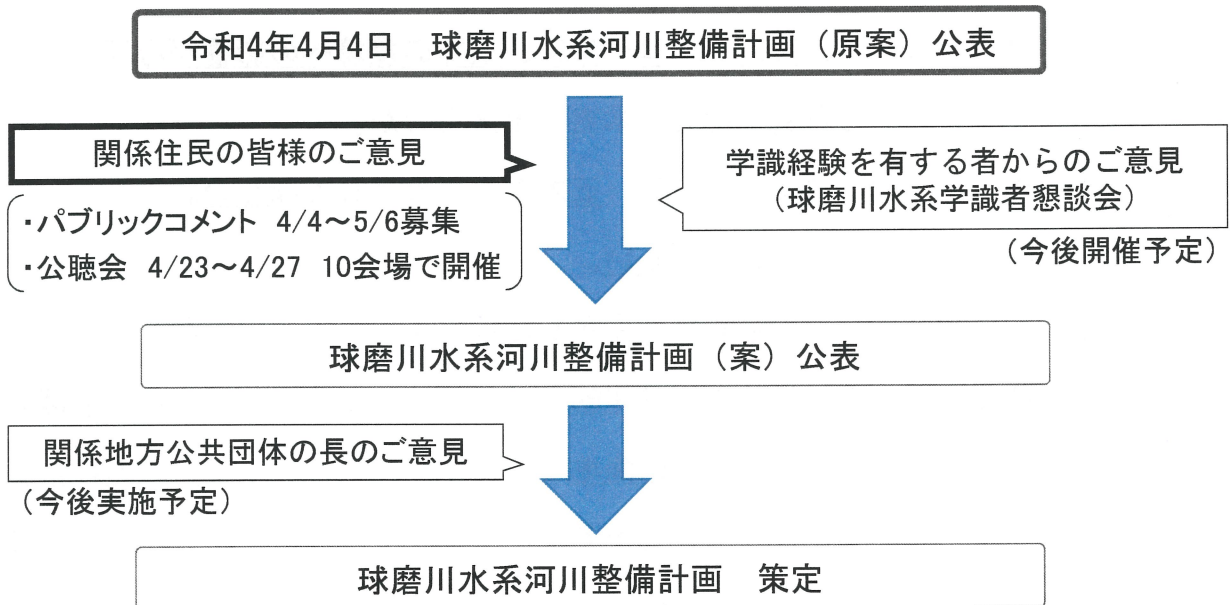 令和4年4月4日　球磨川水系河川整備計画（原案）公表
関係住民の皆様のご意見
・パブリックコメント　4/4～5/6募集
・公聴会　4/23～4/27　10会場で開催
学識経験を有する者からのご意見
（球磨川水系学識者懇談会）
（今後開催予定）
球磨川水系河川整備計画（案）公表
関係地方公共団体の長のご意見
（今後実施予定）
球磨川水系河川整備計画　策定